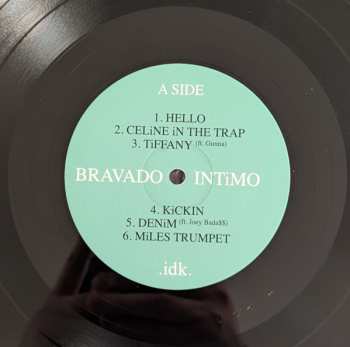 A SIDE
1. HELLO
2. CELiNE iN THE TRAP
3. TiFFANY (ft. Gunna)
BRAVADO INTiMO
4. KiCKIN
5. DENiM (ft. Joey Bada$$)
6. MiLES TRUMPET
.idk.